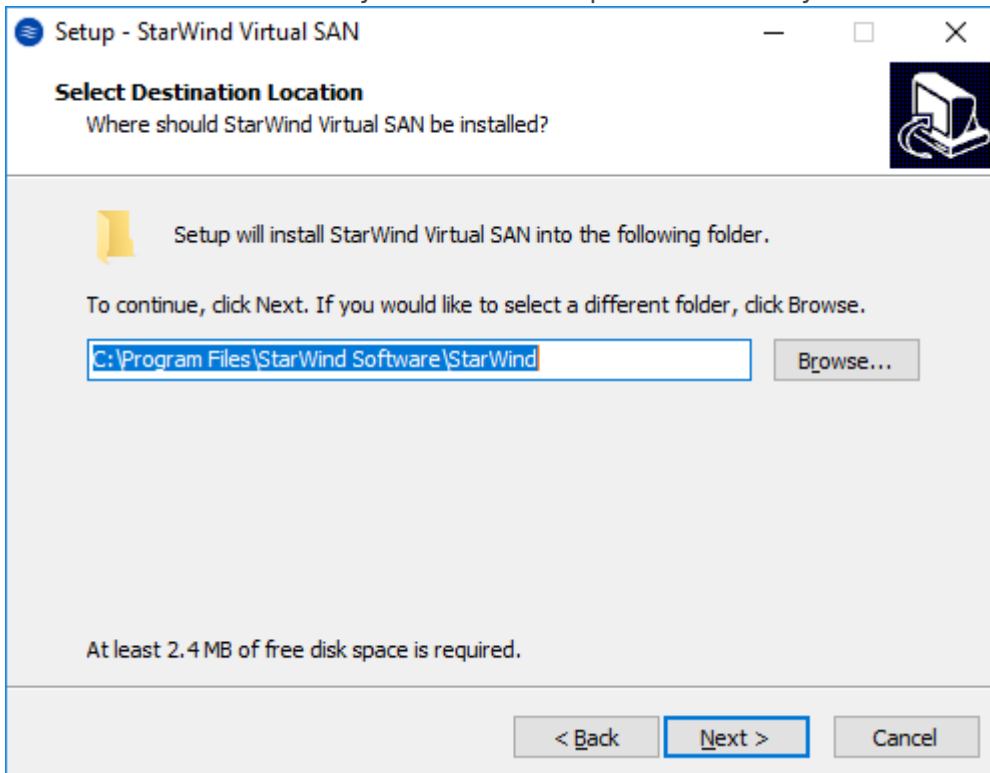 Setup - StarWind Virtual SAN
Select Destination Location
Where should StarWind Virtual SAN be installed?
Setup will install StarWind Virtual SAN into the following folder.
To continue, click Next. If you would like to select a different folder, click Browse.
C:\Program Files\StarWind Software\StarWind
Browse...
At least 2.4 MB of free disk space is required.
< Back Next > Cancel